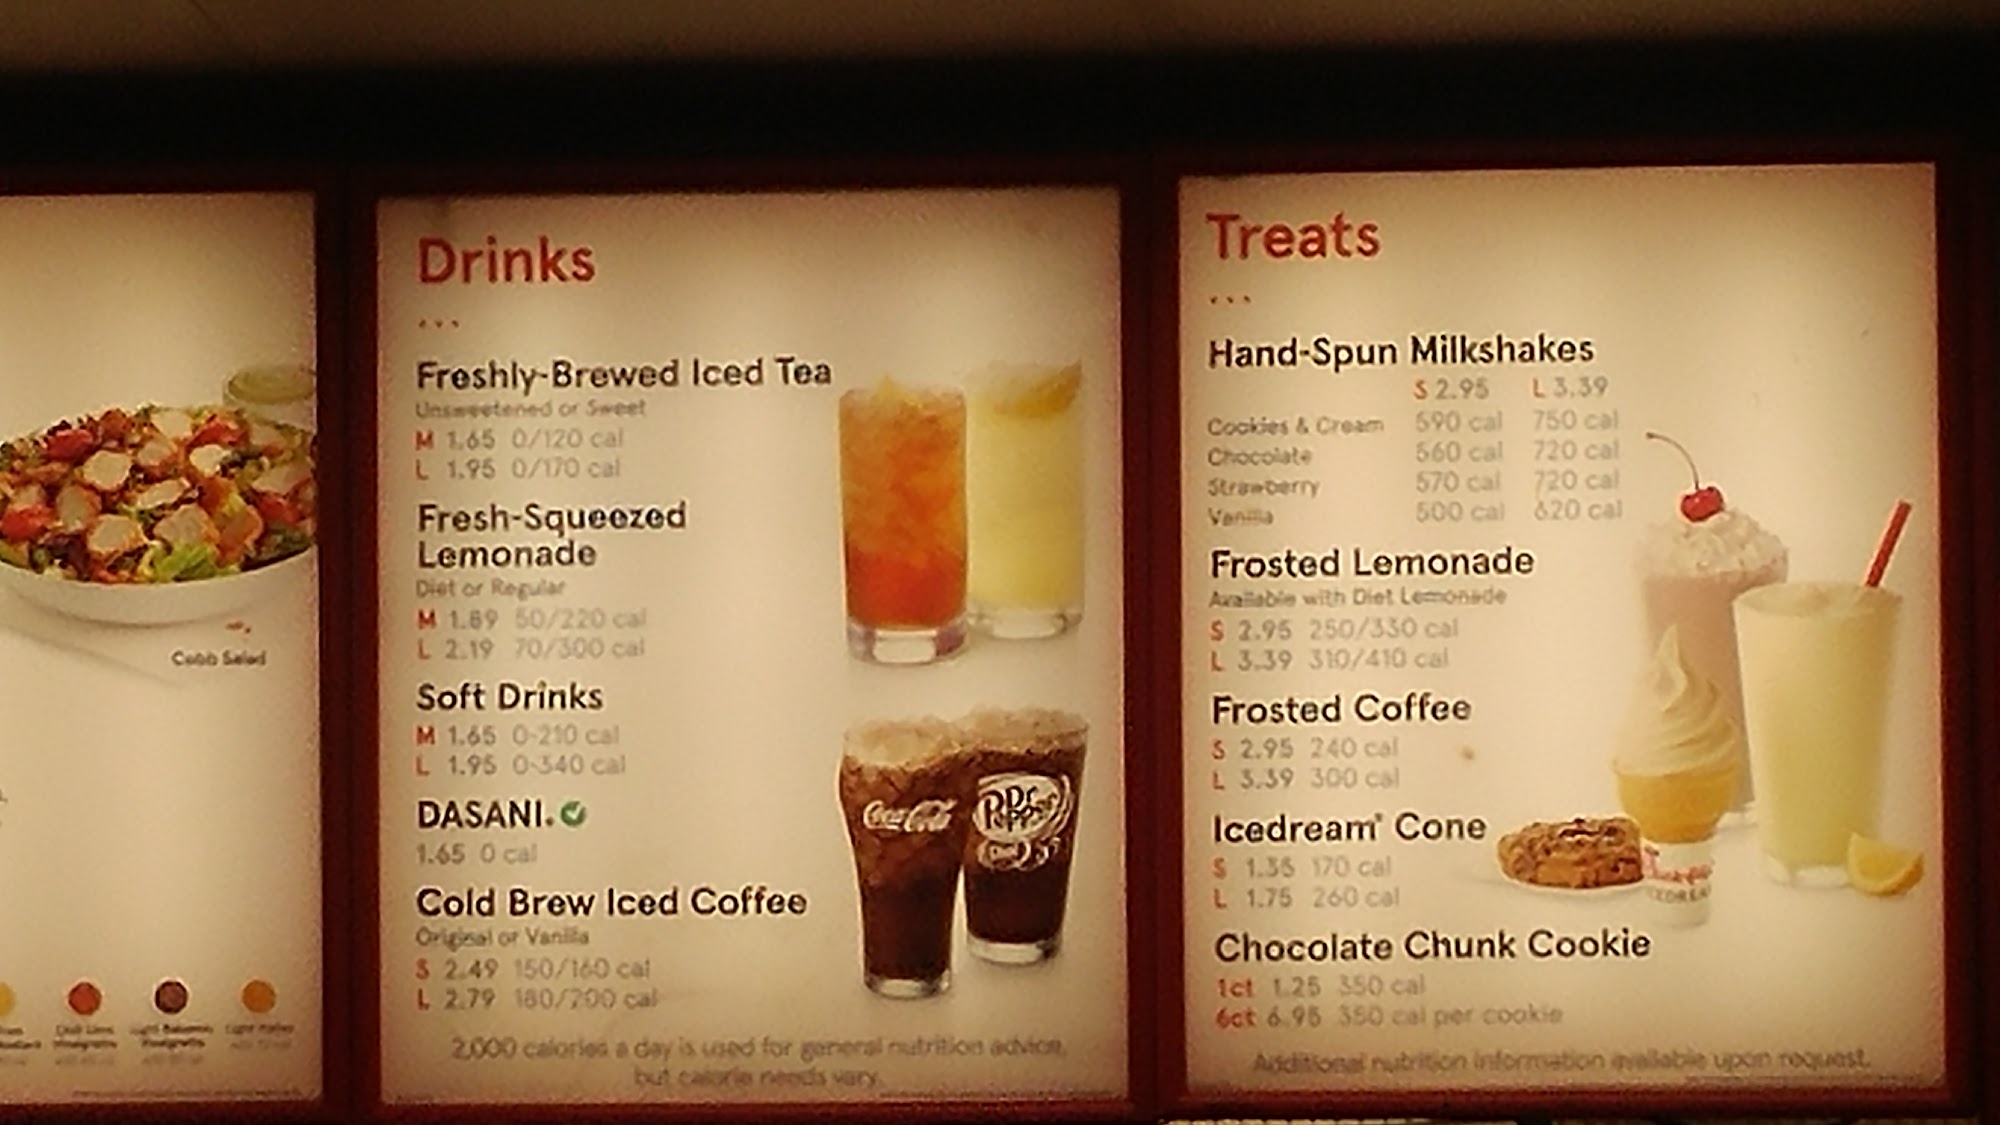 Cobb Salad
Drinks
Freshly-Brewed Iced Tea
Unsweetened or Sweet
M 1.65 0/120 cal
L 1.95 0/170 cal
Fresh-Squeezed
Lemonade
Diet or Regular
M 1.89 50/220 cal
L 2.19 70/300 cal
Soft Drinks
M 1.65 0-210 cal
L 1.95 0-340 cal
DASANI.
1.65 0 cal
Cold Brew Iced Coffee
Original or Vanilla
S 2.49 150/160 cal
L 2.79 180/200 cal
2,000 calories a day is used for general nutrition advice,
but calorie needs vary.
Coca-Cola
Dr Pepper
Treats
Hand-Spun Milkshakes
S 2.95 L 3.39
Cookies & Cream 590 cal 750 cal
Chocolate 560 cal 720 cal
Strawberry 570 cal 720 cal
Vanilla 500 cal 620 cal
Frosted Lemonade
Available with Diet Lemonade
S 2.95 250/330 cal
L 3.39 310/410 cal
Frosted Coffee
S 2.95 240 cal
L 3.39 300 cal
Icedream® Cone
S 1.35 170 cal
L 1.75 260 cal
Chocolate Chunk Cookie
1ct 1.25 350 cal
6ct 6.95 350 cal per cookie
Additional nutrition information available upon request.